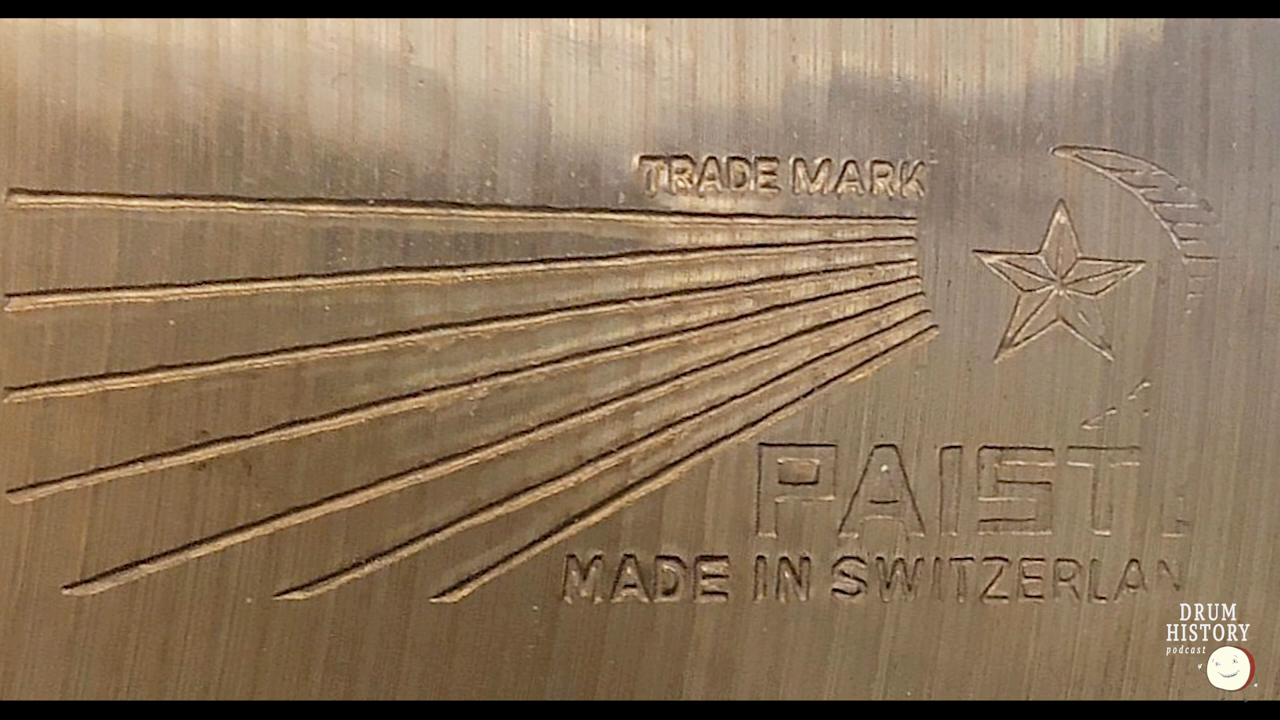 TRADE MARK
PAIST
MADE IN SWITZERLAN
DRUM
HISTORY
podcast